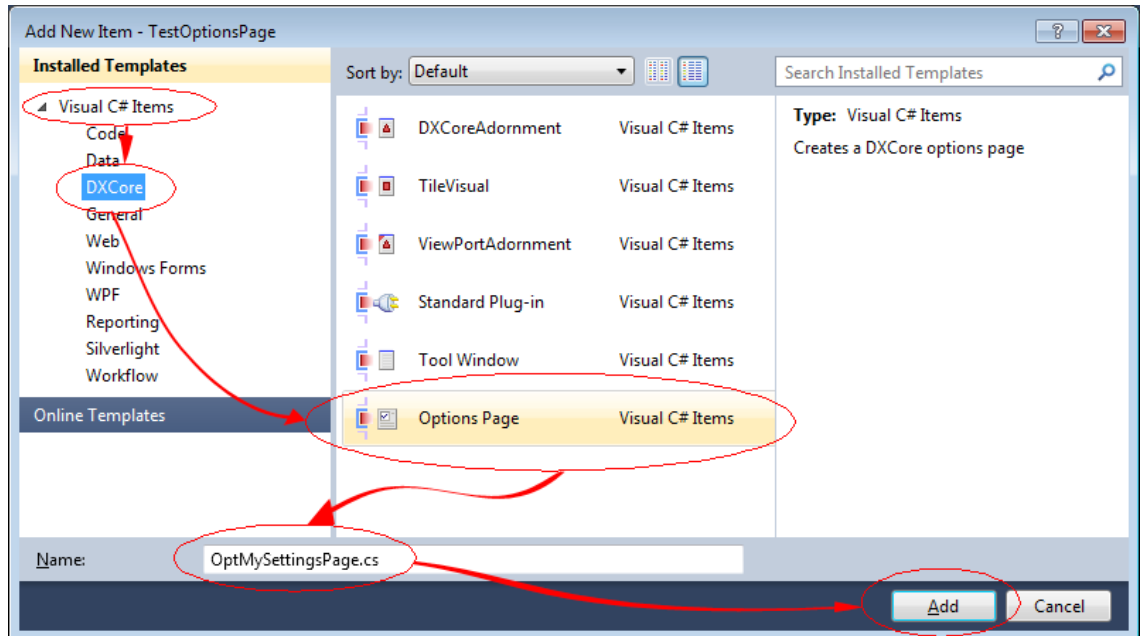 Add New Item - TestOptionsPage
Installed Templates
Sort by: Default
Search Installed Templates
Visual C# Items
Code
Data
DXCore
General
Web
Windows Forms
WPF
Reporting
Silverlight
Workflow
Online Templates
DXCoreAdornment Visual C# Items
TileVisual Visual C# Items
ViewPortAdornment Visual C# Items
Standard Plug-in Visual C# Items
Tool Window Visual C# Items
Options Page Visual C# Items
Type: Visual C# Items
Creates a DXCore options page
Name: OptMySettingsPage.cs
Add Cancel